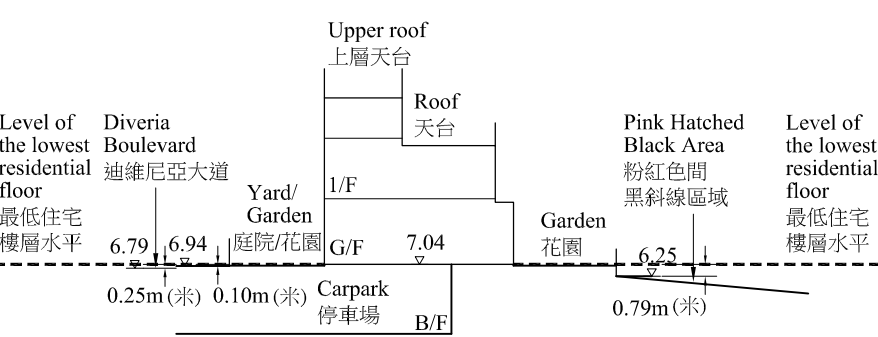 Upper roof
上層天台
Roof
天台
Level of
the lowest
residential
floor
最低住宅
樓層水平
Diveria
Boulevard
迪維尼亞大道
Yard/
Garden
庭院/花園
1/F
G/F
7.04
Garden
花園
Pink Hatched
Black Area
粉紅色間
黑斜線區域
Level of
the lowest
residential
floor
最低住宅
樓層水平
6.79
6.94
6.25
0.25m (米)
0.10m (米)
Carpark
停車場
B/F
0.79m (米)